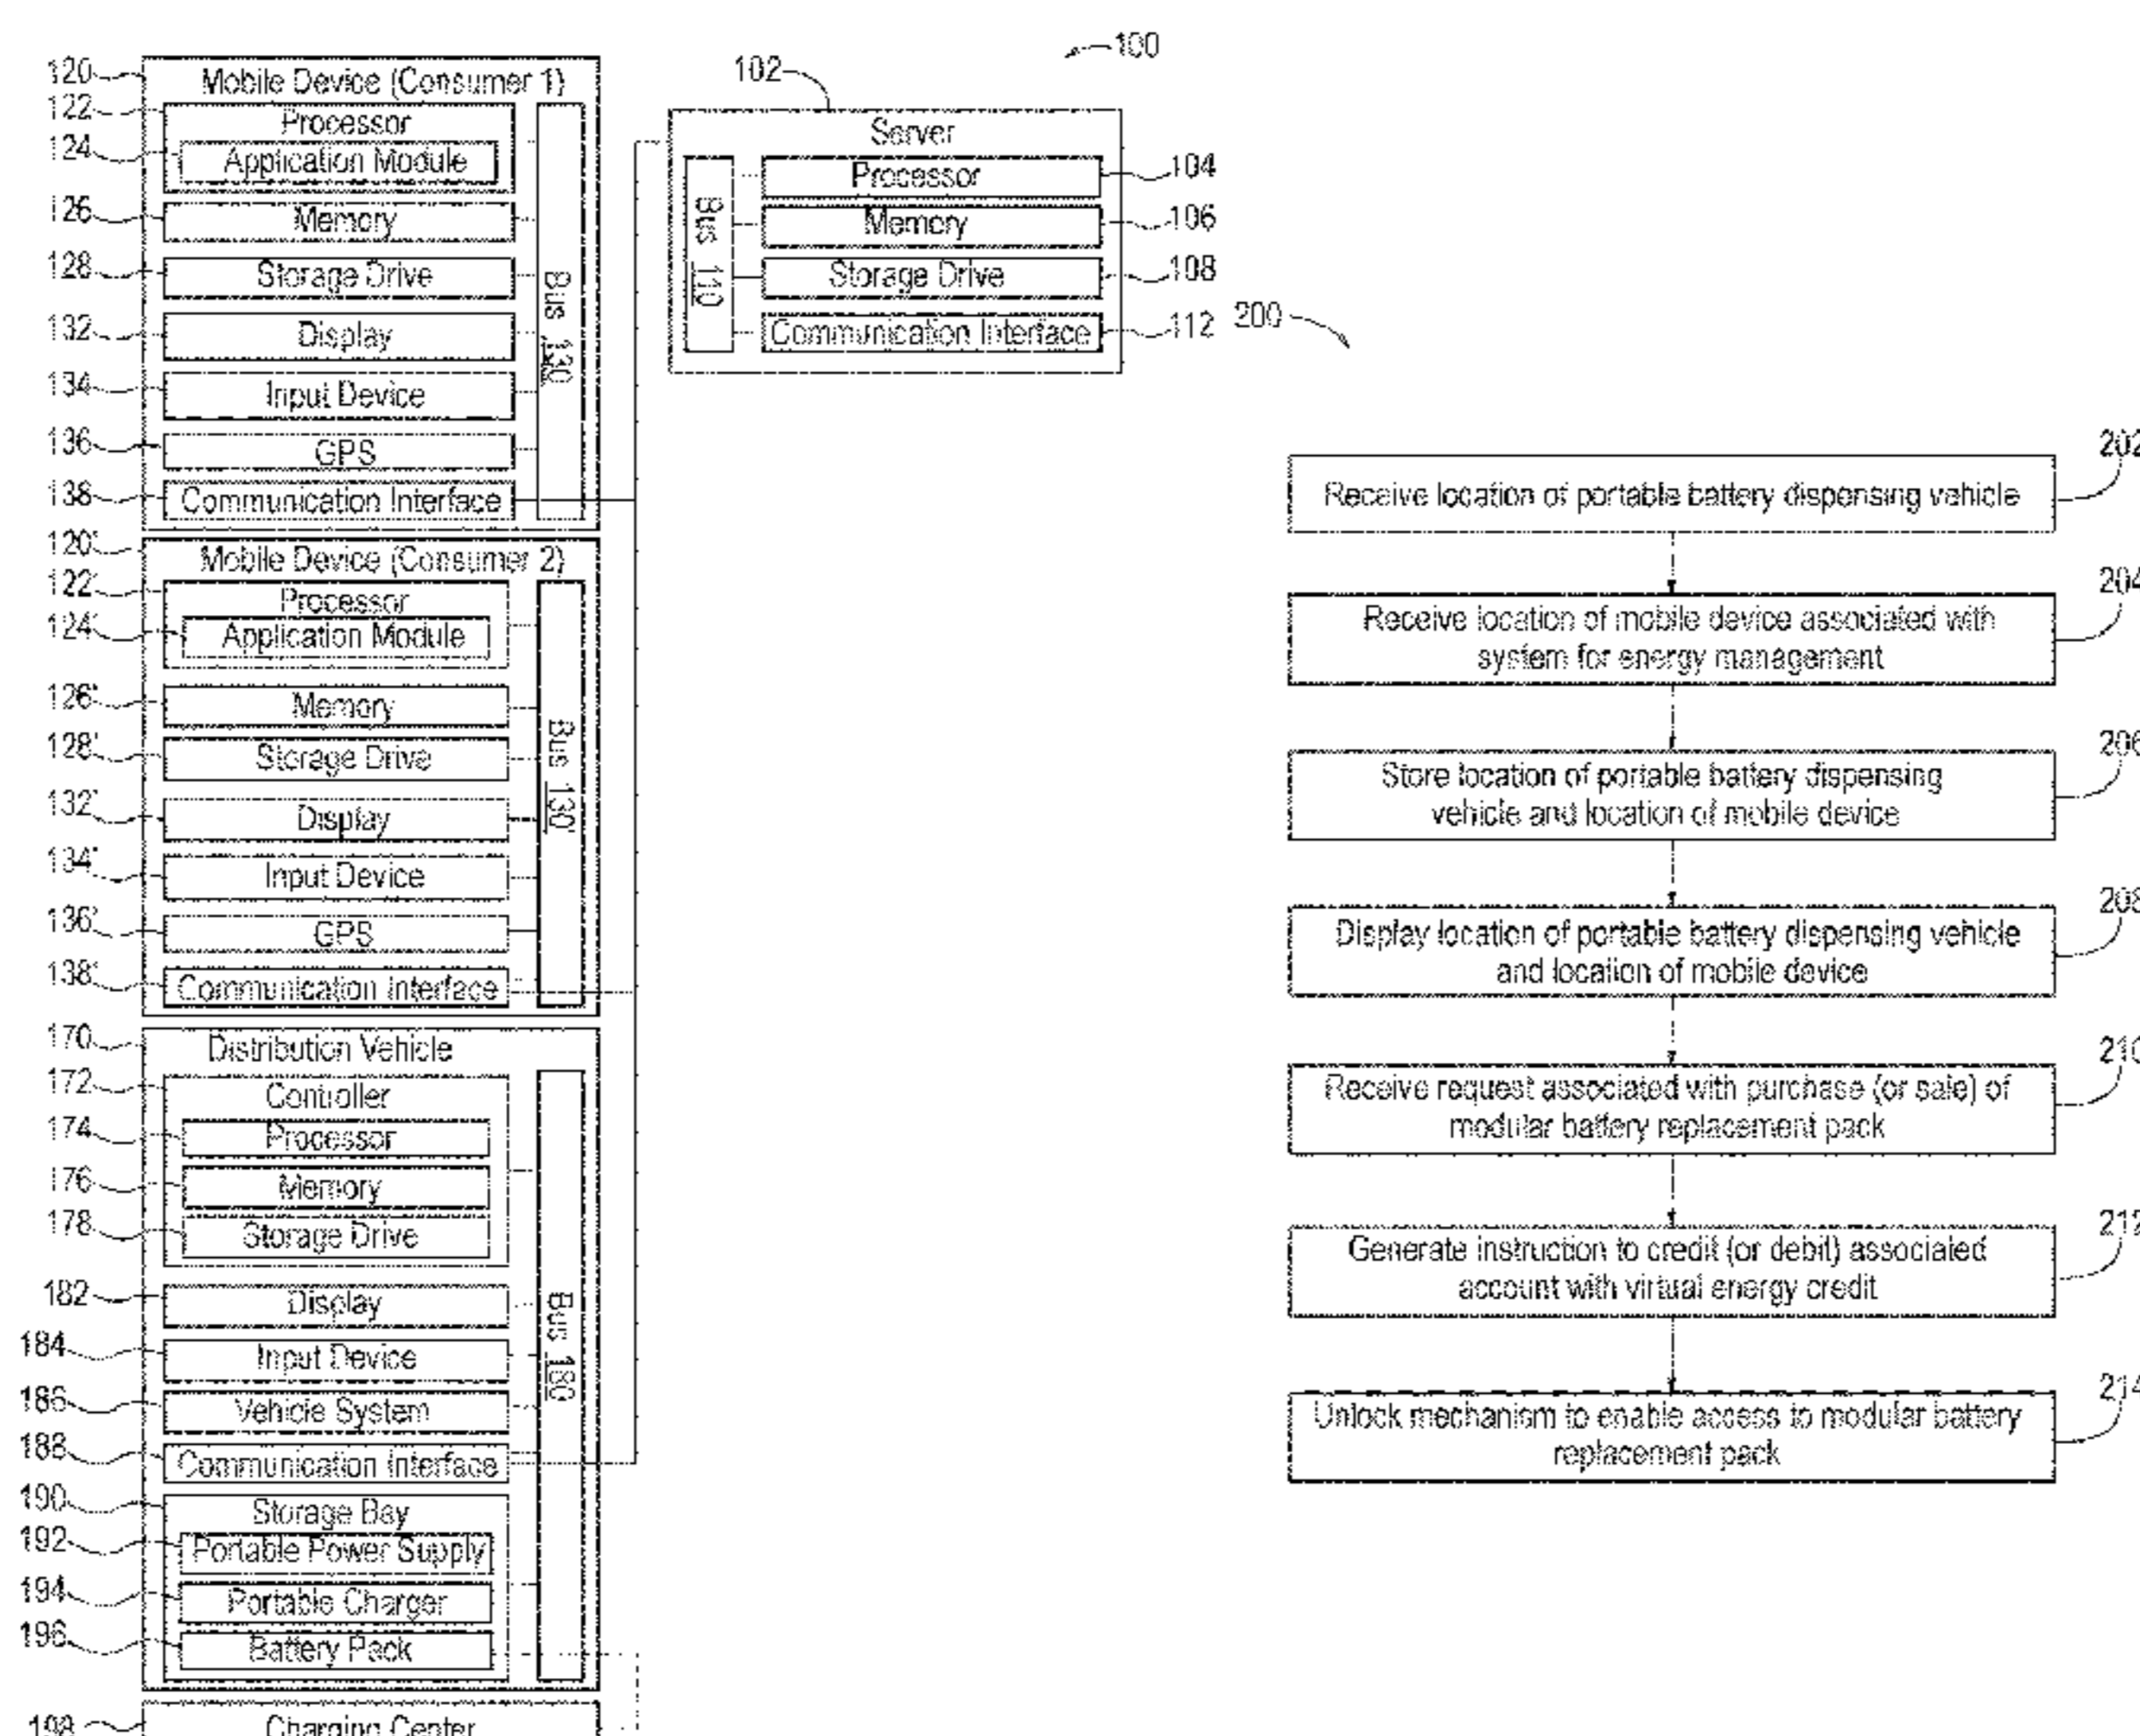 100
120 Mobile Device (Consumer 1)
122 Processor
124 Application Module
126 Memory
128 Storage Drive
132 Display
134 Input Device
136 GPS
138 Communication Interface
Bus 130
102
Server
Processor 104
Memory 106
Storage Drive 108
Communication Interface 112
Bus 110
120' Mobile Device (Consumer 2)
122' Processor
124' Application Module
126' Memory
128' Storage Drive
132' Display
134' Input Device
136' GPS
138' Communication Interface
Bus 130'
170 Distribution Vehicle
172 Controller
174 Processor
176 Memory
178 Storage Drive
182 Display
184 Input Device
186 Vehicle System
188 Communication Interface
190 Storage Bay
192 Portable Power Supply
194 Portable Charger
196 Battery Pack
Bus 180
198 Charging Center
200
202
Receive location of portable battery dispensing vehicle
204
Receive location of mobile device associated with
system for energy management
206
Store location of portable battery dispensing
vehicle and location of mobile device
208
Display location of portable battery dispensing vehicle
and location of mobile device
210
Receive request associated with purchase (or sale) of
modular battery replacement pack
212
Generate instruction to credit (or debit) associated
account with virtual energy credit
214
Unlock mechanism to enable access to modular battery
replacement pack